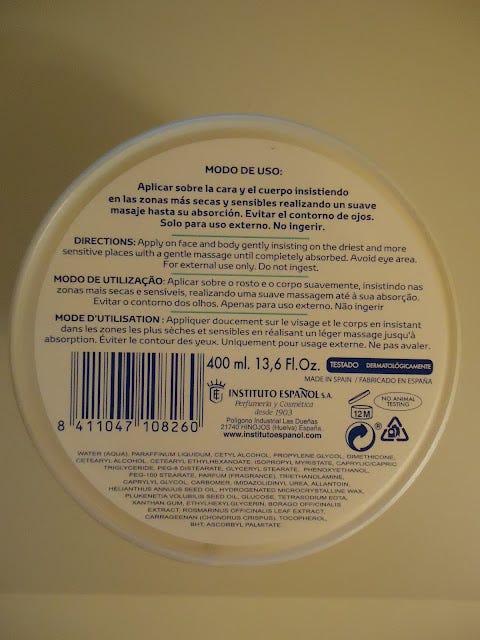 MODO DE USO:
Aplicar sobre la cara y el cuerpo insistiendo
en las zonas más secas y sensibles realizando un suave
masaje hasta su absorción. Evitar el contorno de ojos.
Solo para uso externo. No ingerir.
DIRECTIONS: Apply on face and body gently insisting on the driest and more
sensitive places with a gentle massage until completely absorbed. Avoid eye area.
For external use only. Do not ingest.
MODO DE UTILIZAÇÃO: Aplicar sobre o rosto e o corpo suavemente, insistindo nas
zonas mais secas e sensíveis, realizando uma suave massagem até à sua absorção.
Evitar o contorno dos olhos. Apenas para uso externo. Não ingerir
MODE D'UTILISATION : Appliquer doucement sur le visage et le corps en insistant
dans les zones les plus sèches et sensibles en réalisant un léger massage jusqu'à
absorption. Éviter le contour des yeux. Uniquement pour usage externe. Ne pas avaler.
400 ml. 13,6 Fl.Oz.
TESTADO DERMATOLÓGICAMENTE
MADE IN SPAIN / FABRICADO EN ESPAÑA
INSTITUTO ESPAÑOL S.A.
Perfumería y Cosmética
desde 1903
Polígono Industrial Las Dueñas
21740 HINOJOS (Huelva) España
www.institutoespanol.com
8 411047 108260
12 M
NO ANIMAL
TESTING
WATER (AQUA), PARAFFINUM LIQUIDUM, CETYL ALCOHOL, PROPYLENE GLYCOL, DIMETHICONE,
CETEARYL ALCOHOL, CETEARYL ETHYLHEXANOATE, ISOPROPYL MYRISTATE, CAPRYLIC/CAPRIC
TRIGLYCERIDE, PEG-8 DISTEARATE, GLYCERYL STEARATE, PHENOXYETHANOL,
PEG-100 STEARATE, PARFUM (FRAGRANCE), TRIETHANOLAMINE,
CAPRYLYL GLYCOL, CARBOMER, IMIDAZOLIDINYL UREA, ALLANTOIN,
HELIANTHUS ANNUUS SEED OIL, HYDROGENATED MICROCRYSTALLINE WAX,
PLUKENETIA VOLUBILIS SEED OIL, GLUCOSE, TETRASODIUM EDTA,
XANTHAN GUM, ETHYLHEXYLGLYCERIN, BORAGO OFFICINALIS
EXTRACT, ROSMARINUS OFFICINALIS LEAF EXTRACT,
CARRAGEENAN (CHONDRUS CRISPUS), TOCOPHEROL,
BHT, ASCORBYL PALMITATE